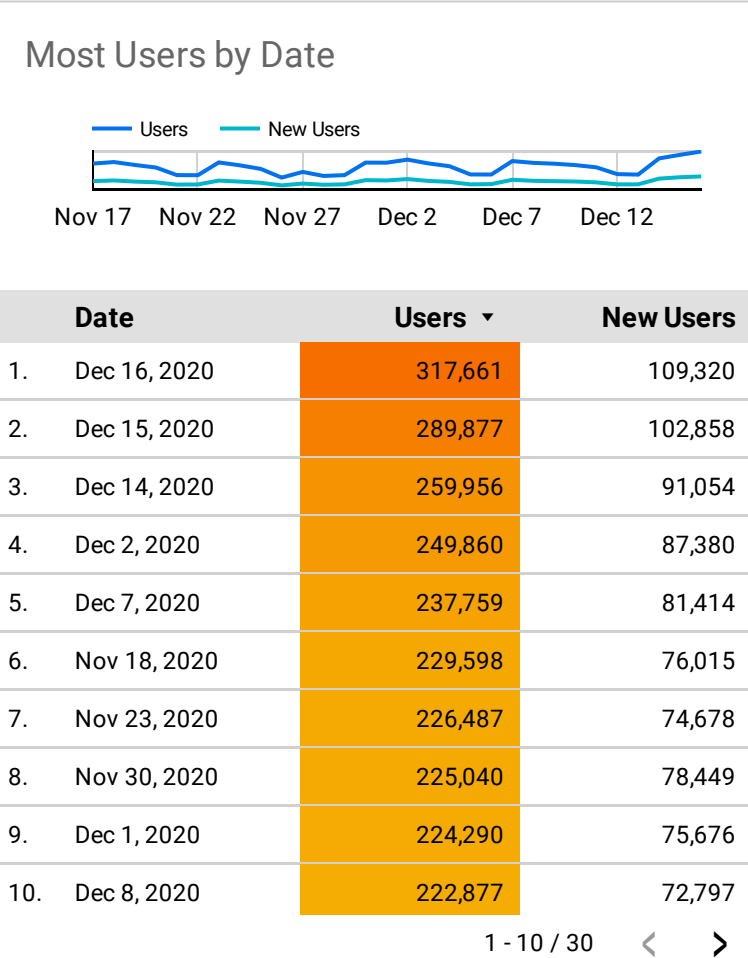 Most Users by Date
Users New Users
Nov 17 Nov 22 Nov 27 Dec 2 Dec 7 Dec 12
Date Users New Users
1. Dec 16, 2020 317,661 109,320
2. Dec 15, 2020 289,877 102,858
3. Dec 14, 2020 259,956 91,054
4. Dec 2, 2020 249,860 87,380
5. Dec 7, 2020 237,759 81,414
6. Nov 18, 2020 229,598 76,015
7. Nov 23, 2020 226,487 74,678
8. Nov 30, 2020 225,040 78,449
9. Dec 1, 2020 224,290 75,676
10. Dec 8, 2020 222,877 72,797
1 - 10 / 30